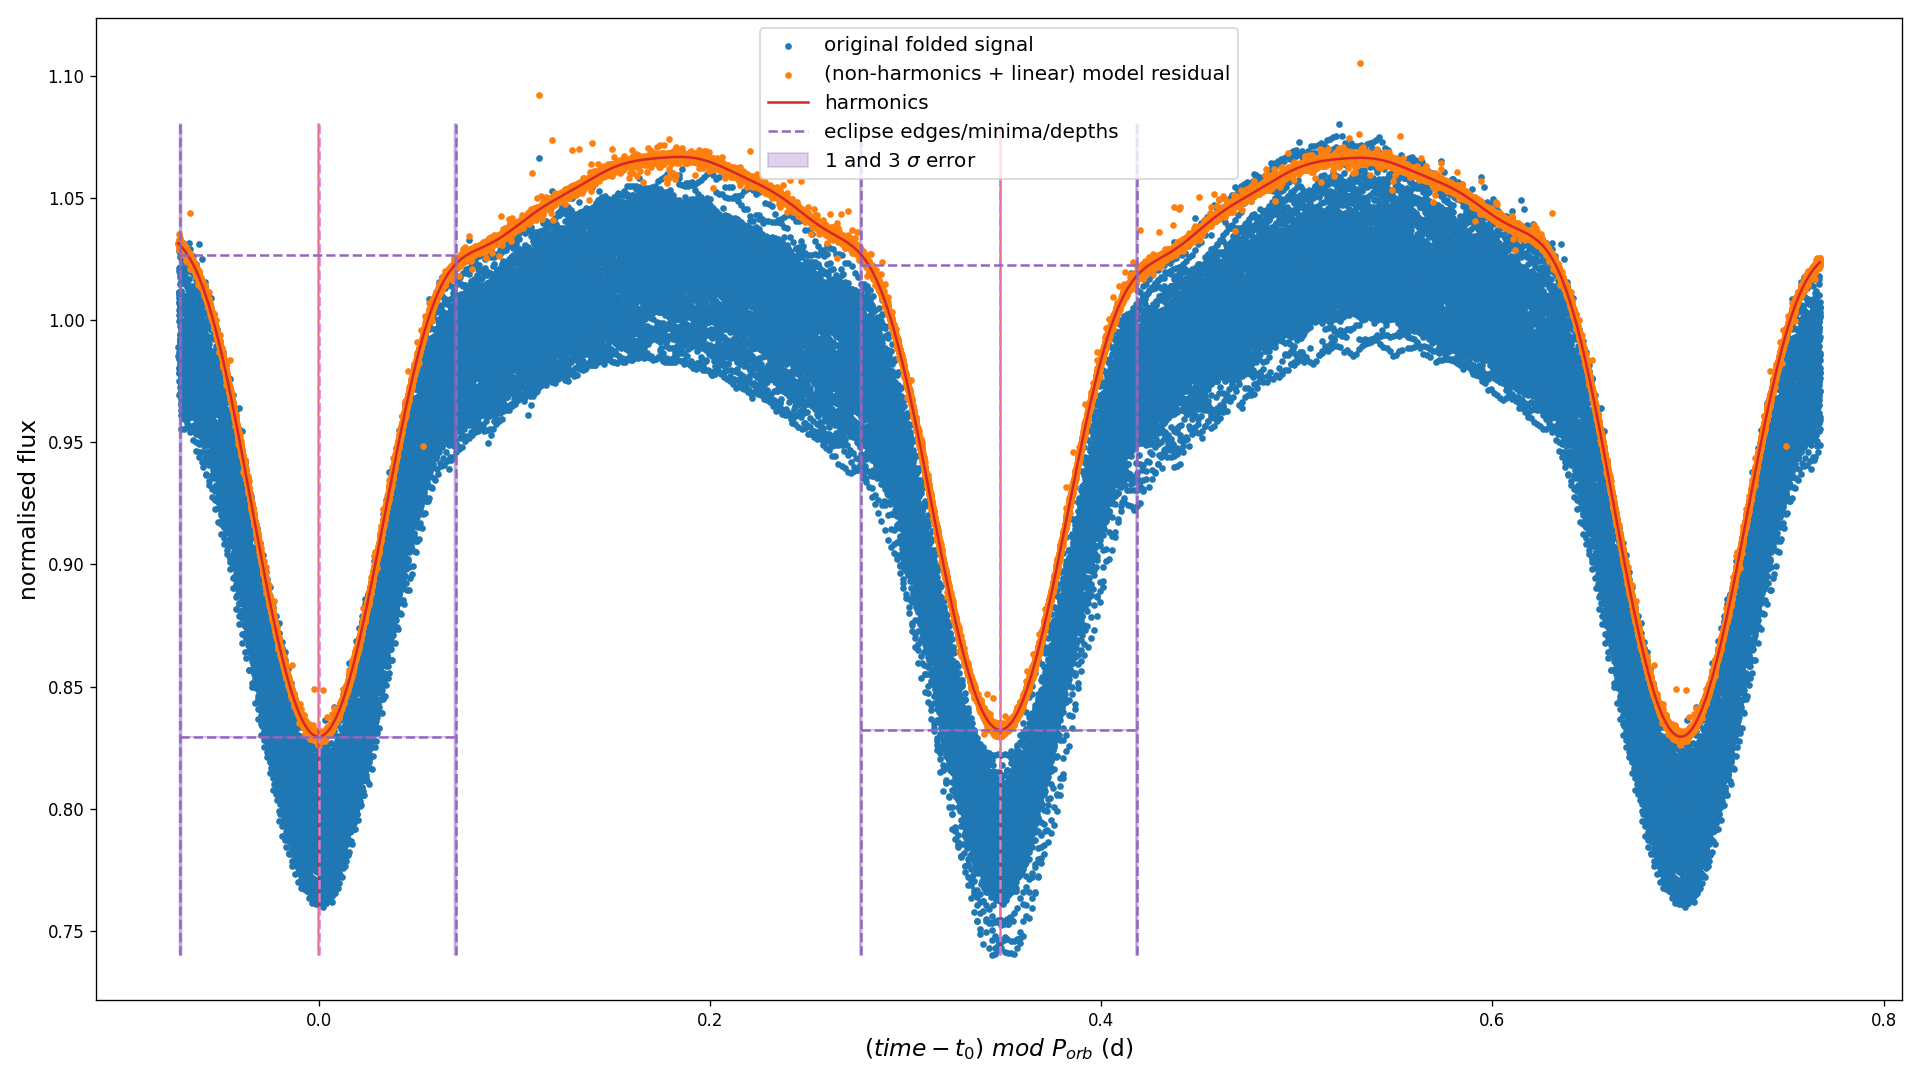 original folded signal
(non-harmonics + linear) model residual
harmonics
eclipse edges/minima/depths
1 and 3 σ error
1.10
1.05
1.00
0.95
0.90
0.85
0.80
0.75
normalised flux
0.0
0.2
0.4
0.6
0.8
(time − t₀) mod Pₒᵣb (d)